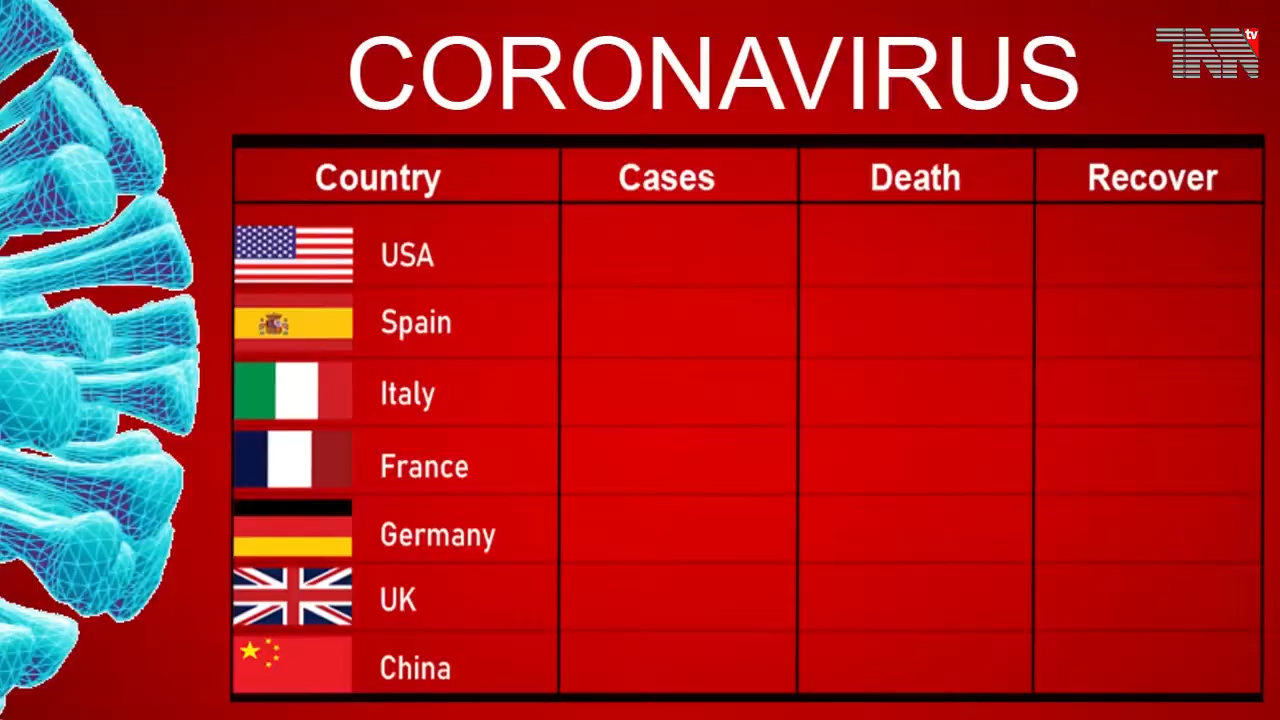 CORONAVIRUS
TNN tv
Country Cases Death Recover
USA
Spain
Italy
France
Germany
UK
China